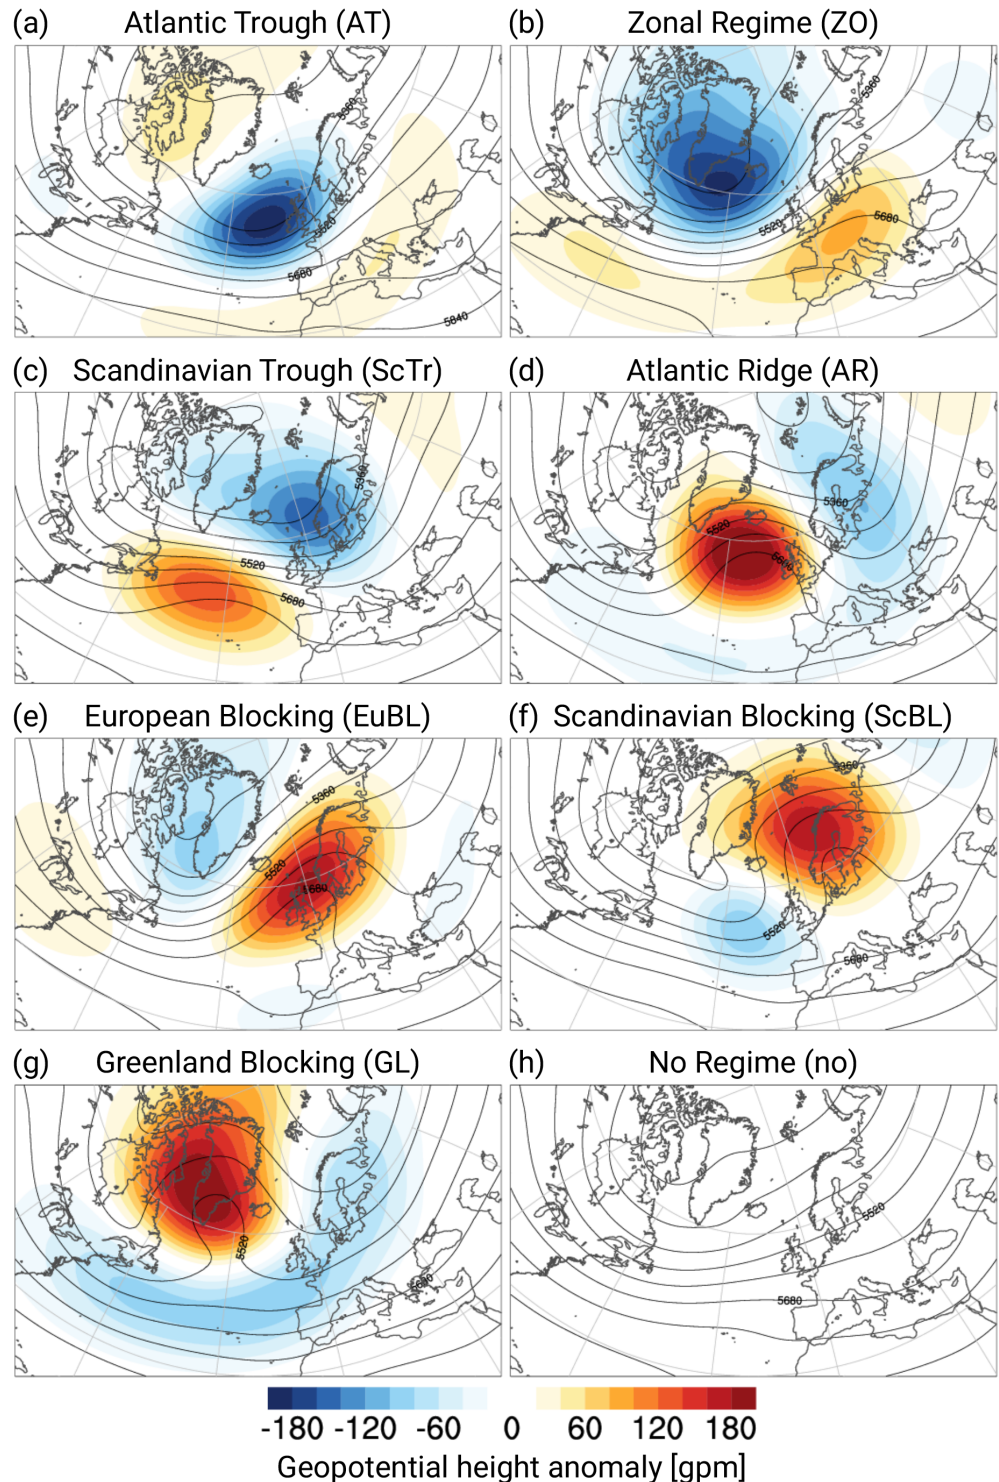 (a) Atlantic Trough (AT)
(b) Zonal Regime (ZO)
5360
5520
5680
5840
5360
5680
5520
(c) Scandinavian Trough (ScTr)
(d) Atlantic Ridge (AR)
5360
5520
5680
5360
5520
5600
(e) European Blocking (EuBL)
(f) Scandinavian Blocking (ScBL)
5360
5520
5680
5360
5520
5680
(g) Greenland Blocking (GL)
(h) No Regime (no)
5520
5520
5680
-180 -120 -60 0 60 120 180
Geopotential height anomaly [gpm]